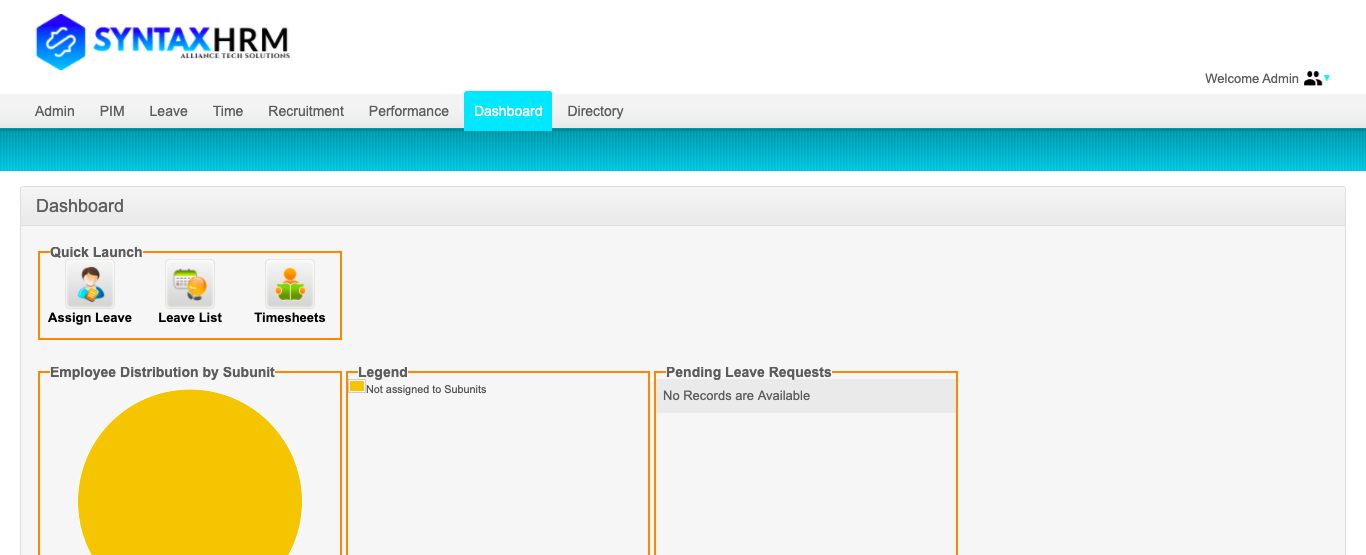 SYNTAXHRM
ALLIANCE TECH SOLUTIONS
Welcome Admin
Admin PIM Leave Time Recruitment Performance Dashboard Directory
Dashboard
Quick Launch
Assign Leave Leave List Timesheets
Employee Distribution by Subunit Legend Pending Leave Requests
Not assigned to Subunits
No Records are Available